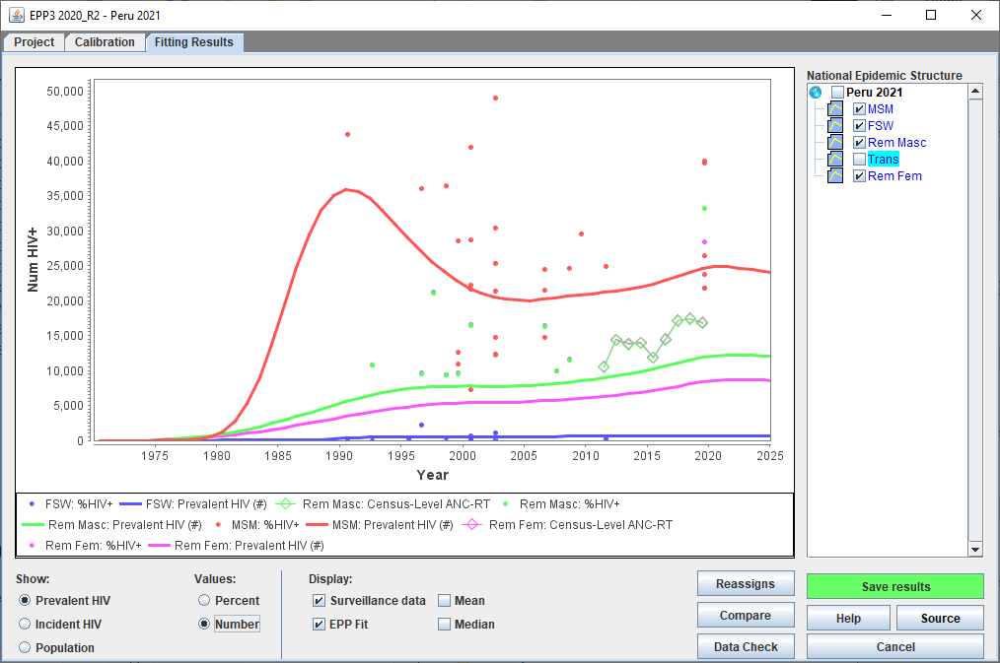 EPP3 2020_R2 - Peru 2021
Project Calibration Fitting Results
National Epidemic Structure
Peru 2021
MSM
FSW
Rem Masc
Trans
Rem Fem
Num HIV+
50,000
45,000
40,000
35,000
30,000
25,000
20,000
15,000
10,000
5,000
0
1975 1980 1985 1990 1995 2000 2005 2010 2015 2020 2025
Year
FSW: %HIV+ FSW: Prevalent HIV (#) Rem Masc: Census-Level ANC-RT Rem Masc: %HIV+
Rem Masc: Prevalent HIV (#) MSM: %HIV+ MSM: Prevalent HIV (#) Rem Fem: Census-Level ANC-RT
Rem Fem: %HIV+ Rem Fem: Prevalent HIV (#)
Show: Values: Display:
Prevalent HIV Percent Surveillance data Mean
Incident HIV Number EPP Fit Median
Population
Reassigns
Compare
Data Check
Save results
Help Source
Cancel